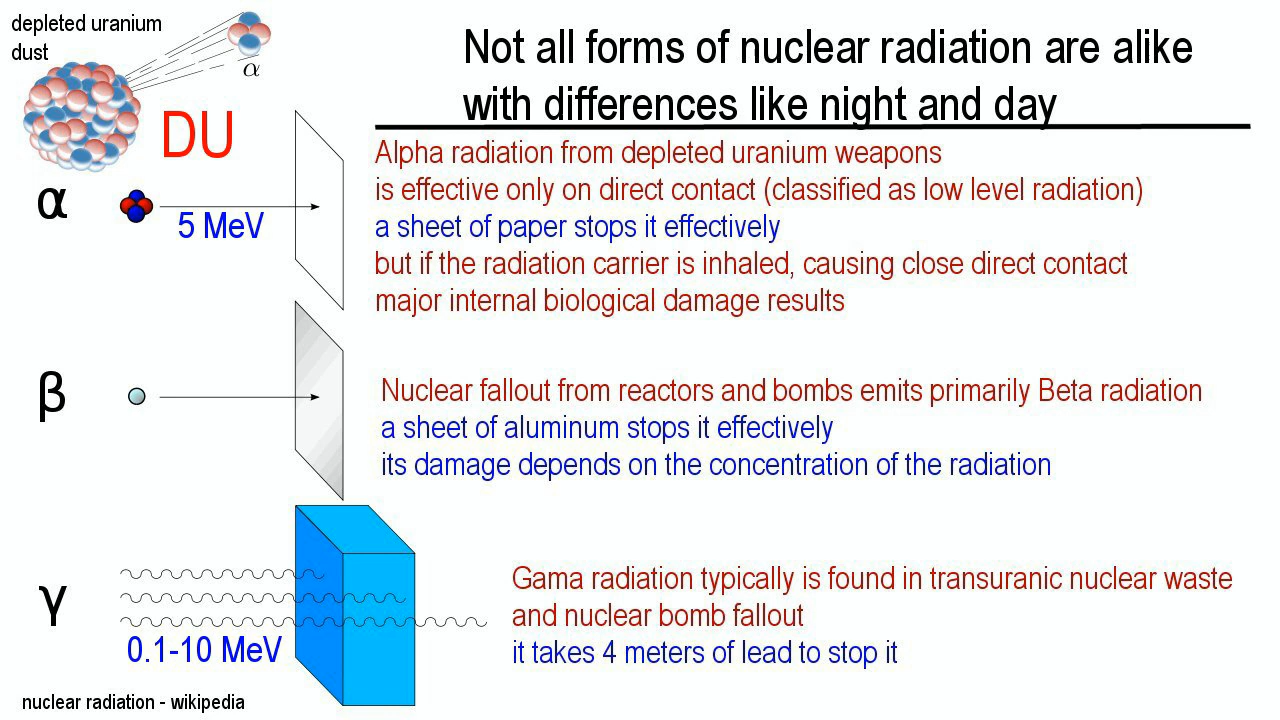 depleted uranium
dust
α
DU
Not all forms of nuclear radiation are alike
with differences like night and day
α
5 MeV
Alpha radiation from depleted uranium weapons
is effective only on direct contact (classified as low level radiation)
a sheet of paper stops it effectively
but if the radiation carrier is inhaled, causing close direct contact
major internal biological damage results
β
Nuclear fallout from reactors and bombs emits primarily Beta radiation
a sheet of aluminum stops it effectively
its damage depends on the concentration of the radiation
γ
0.1-10 MeV
Gama radiation typically is found in transuranic nuclear waste
and nuclear bomb fallout
it takes 4 meters of lead to stop it
nuclear radiation - wikipedia